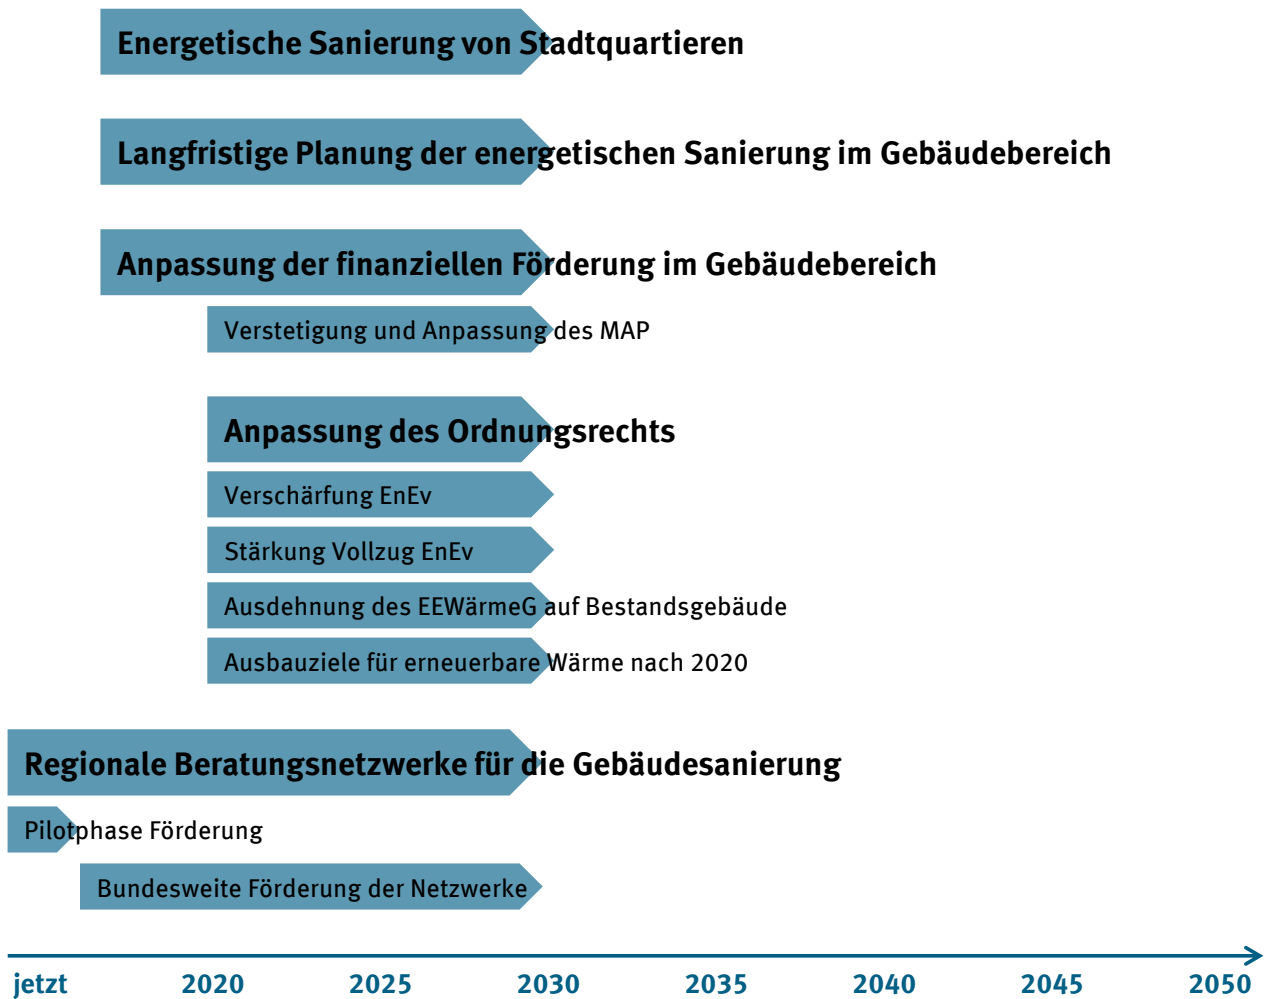 Energetische Sanierung von Stadtquartieren
Langfristige Planung der energetischen Sanierung im Gebäudebereich
Anpassung der finanziellen Förderung im Gebäudebereich
Verstetigung und Anpassung des MAP
Anpassung des Ordnungsrechts
Verschärfung EnEv
Stärkung Vollzug EnEv
Ausdehnung des EEWärmeG auf Bestandsgebäude
Ausbauziele für erneuerbare Wärme nach 2020
Regionale Beratungsnetzwerke für die Gebäudesanierung
Pilotphase Förderung
Bundesweite Förderung der Netzwerke
jetzt 2020 2025 2030 2035 2040 2045 2050